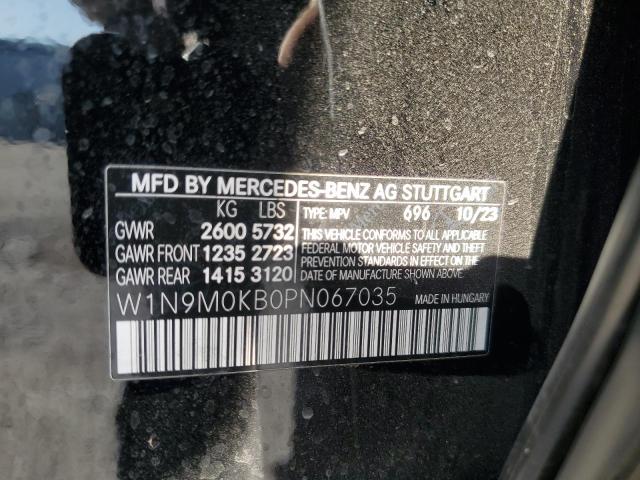 MFD BY MERCEDES-BENZ AG STUTTGART
KG LBS TYPE: MPV 696 10/23
GVWR 2600 5732 THIS VEHICLE CONFORMS TO ALL APPLICABLE
GAWR FRONT 1235 2723 FEDERAL MOTOR VEHICLE SAFETY AND THEFT
GAWR REAR 1415 3120 PREVENTION STANDARDS IN EFFECT ON THE
DATE OF MANUFACTURE SHOWN ABOVE.
W1N9M0KB0PN067035 MADE IN HUNGARY